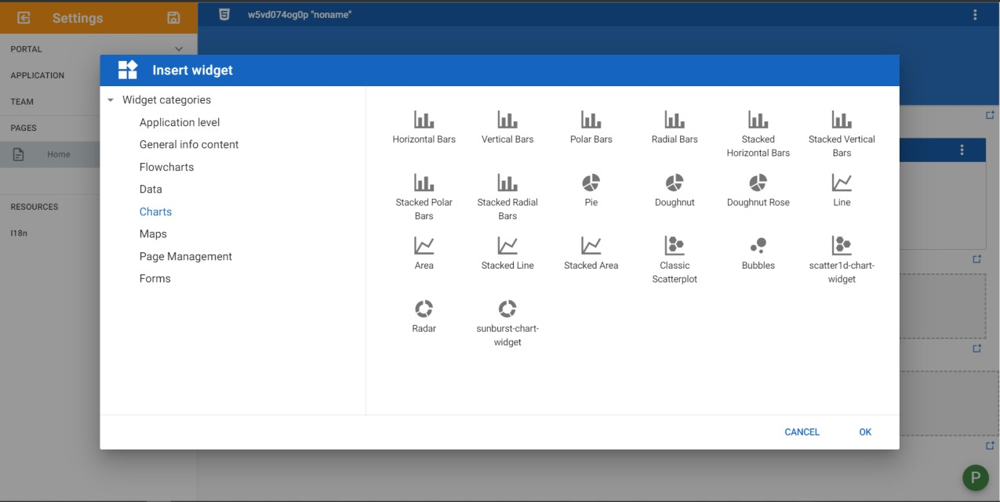 Settings
w5vd074og0p "noname"
PORTAL
APPLICATION
TEAM
PAGES
Home
RESOURCES
I18n
Insert widget
Widget categories
Application level
General info content
Flowcharts
Data
Charts
Maps
Page Management
Forms
Horizontal Bars
Vertical Bars
Polar Bars
Radial Bars
Stacked
Horizontal Bars
Stacked Vertical
Bars
Stacked Polar
Bars
Stacked Radial
Bars
Pie
Doughnut
Doughnut Rose
Line
Area
Stacked Line
Stacked Area
Classic
Scatterplot
Bubbles
scatter1d-chart-
widget
Radar
sunburst-chart-
widget
CANCEL
OK
P